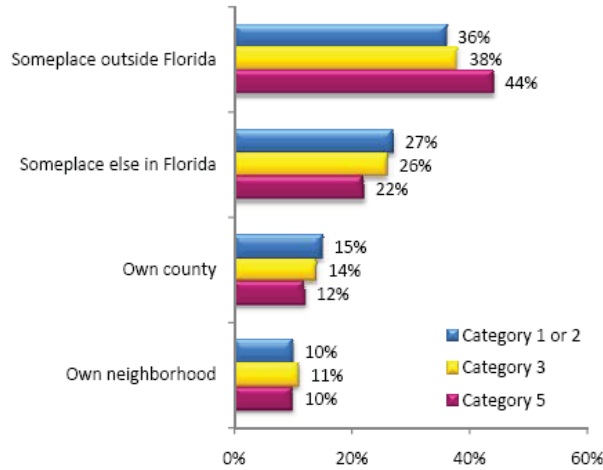 Someplace outside Florida
36%
38%
44%
Someplace else in Florida
27%
26%
22%
Own county
15%
14%
12%
Own neighborhood
10%
11%
10%
Category 1 or 2
Category 3
Category 5
0% 20% 40% 60%